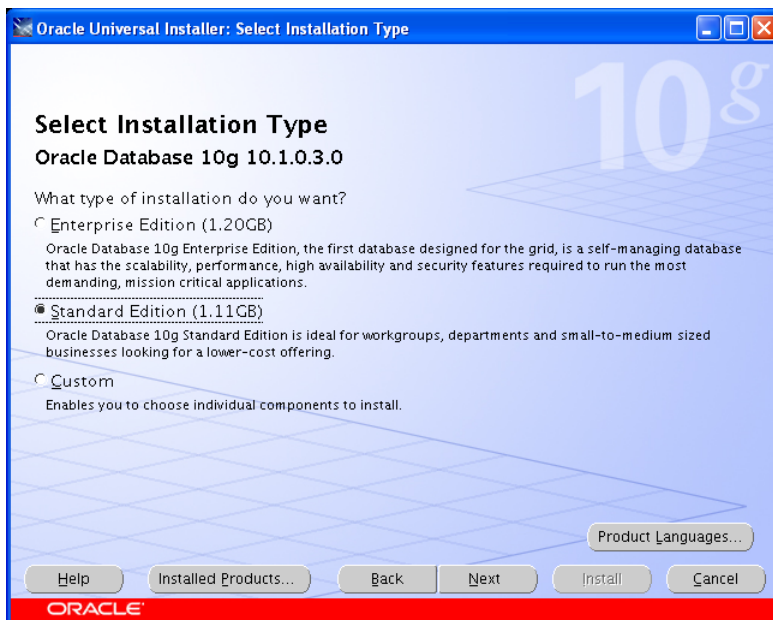 Oracle Universal Installer: Select Installation Type
10g
Select Installation Type
Oracle Database 10g 10.1.0.3.0
What type of installation do you want?
Enterprise Edition (1.20GB)
Oracle Database 10g Enterprise Edition, the first database designed for the grid, is a self-managing database
that has the scalability, performance, high availability and security features required to run the most
demanding, mission critical applications.
Standard Edition (1.11GB)
Oracle Database 10g Standard Edition is ideal for workgroups, departments and small-to-medium sized
businesses looking for a lower-cost offering.
Custom
Enables you to choose individual components to install.
Product Languages...
Help Installed Products... Back Next Install Cancel
ORACLE